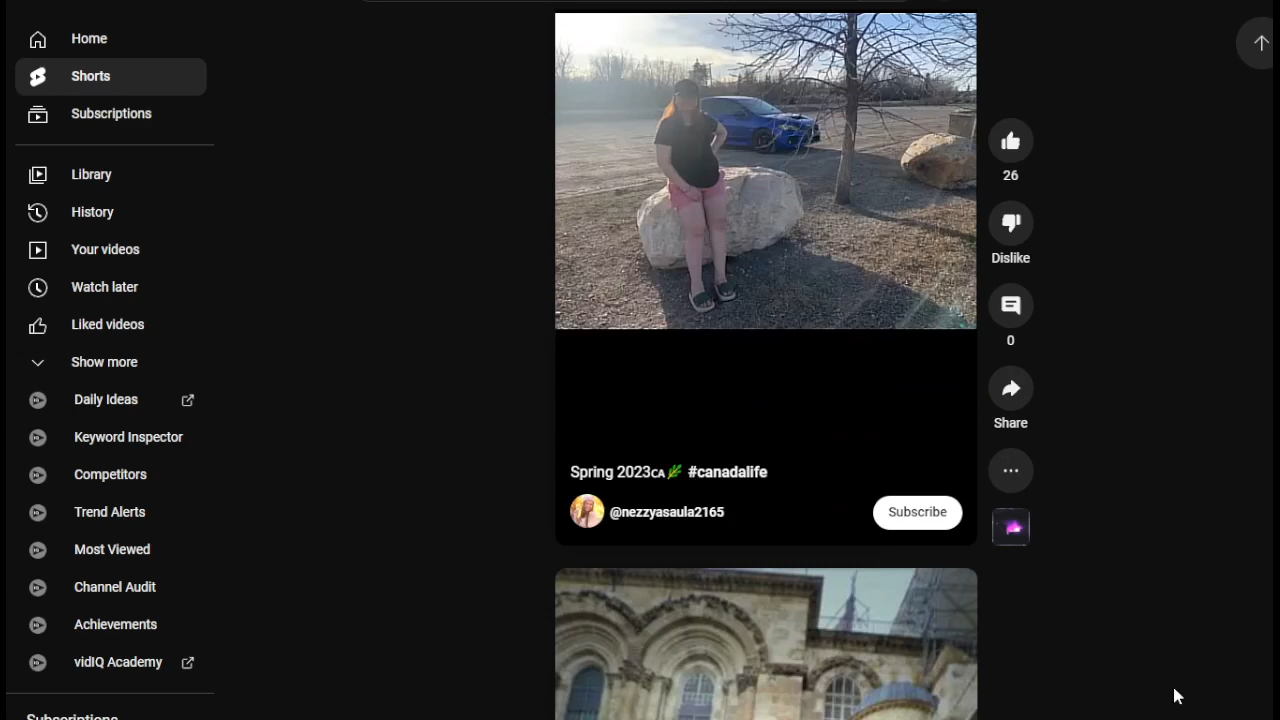 Home
Shorts
Subscriptions
Library
History
Your videos
Watch later
Liked videos
Show more
Daily Ideas
Keyword Inspector
Competitors
Trend Alerts
Most Viewed
Channel Audit
Achievements
vidIQ Academy
Subscriptions
26
Dislike
0
Share
Spring 2023🇨🇦🌿 #canadalife
@nezzyasaula2165
Subscribe